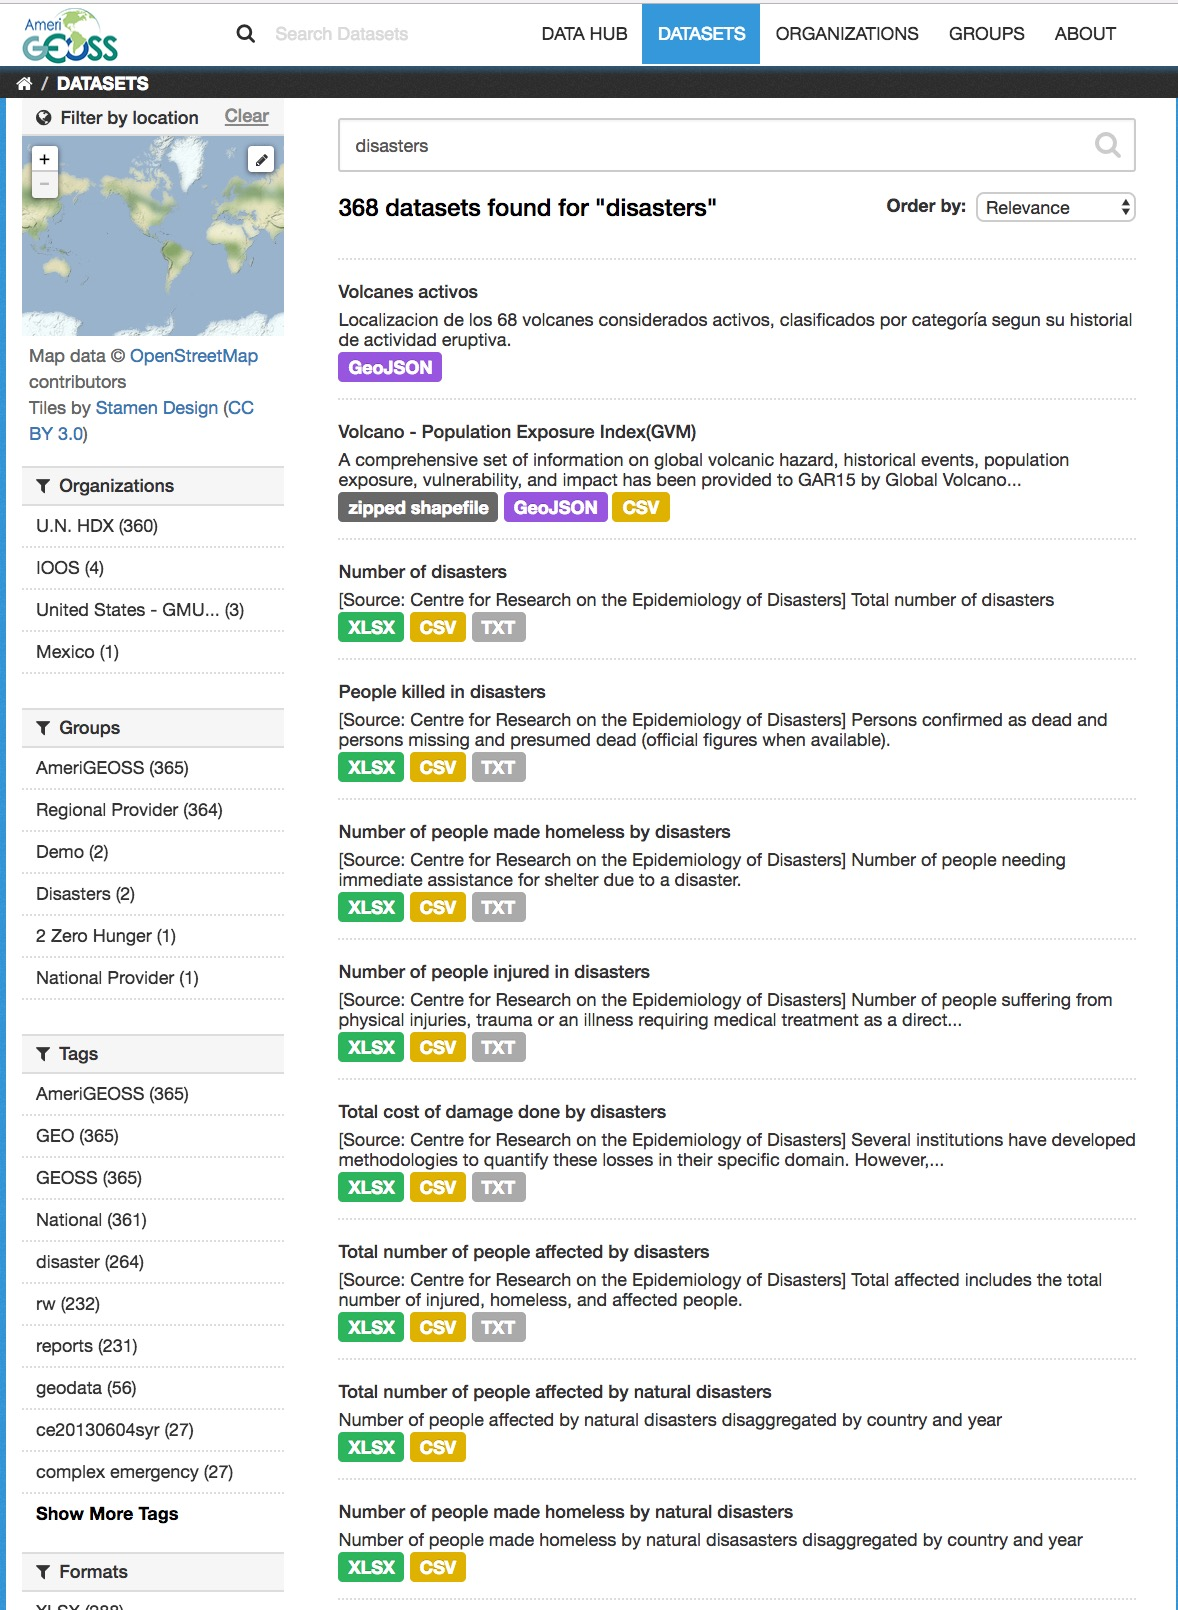 Ameri
GEOSS
Search Datasets
DATA HUB
DATASETS
ORGANIZATIONS
GROUPS
ABOUT
/ DATASETS
Filter by location
Clear
+
−
Map data © OpenStreetMap
contributors
Tiles by Stamen Design (CC
BY 3.0)
Organizations
U.N. HDX (360)
IOOS (4)
United States - GMU... (3)
Mexico (1)
Groups
AmeriGEOSS (365)
Regional Provider (364)
Demo (2)
Disasters (2)
2 Zero Hunger (1)
National Provider (1)
Tags
AmeriGEOSS (365)
GEO (365)
GEOSS (365)
National (361)
disaster (264)
rw (232)
reports (231)
geodata (56)
ce20130604syr (27)
complex emergency (27)
Show More Tags
Formats
disasters
368 datasets found for "disasters"
Order by:
Relevance
Volcanes activos
Localizacion de los 68 volcanes considerados activos, clasificados por categoría segun su historial
de actividad eruptiva.
GeoJSON
Volcano - Population Exposure Index(GVM)
A comprehensive set of information on global volcanic hazard, historical events, population
exposure, vulnerability, and impact has been provided to GAR15 by Global Volcano...
zipped shapefile GeoJSON CSV
Number of disasters
[Source: Centre for Research on the Epidemiology of Disasters] Total number of disasters
XLSX CSV TXT
People killed in disasters
[Source: Centre for Research on the Epidemiology of Disasters] Persons confirmed as dead and
persons missing and presumed dead (official figures when available).
XLSX CSV TXT
Number of people made homeless by disasters
[Source: Centre for Research on the Epidemiology of Disasters] Number of people needing
immediate assistance for shelter due to a disaster.
XLSX CSV TXT
Number of people injured in disasters
[Source: Centre for Research on the Epidemiology of Disasters] Number of people suffering from
physical injuries, trauma or an illness requiring medical treatment as a direct...
XLSX CSV TXT
Total cost of damage done by disasters
[Source: Centre for Research on the Epidemiology of Disasters] Several institutions have developed
methodologies to quantify these losses in their specific domain. However,...
XLSX CSV TXT
Total number of people affected by disasters
[Source: Centre for Research on the Epidemiology of Disasters] Total affected includes the total
number of injured, homeless, and affected people.
XLSX CSV TXT
Total number of people affected by natural disasters
Number of people affected by natural disasters disaggregated by country and year
XLSX CSV
Number of people made homeless by natural disasters
Number of people made homeless by natural disasasters disaggregated by country and year
XLSX CSV